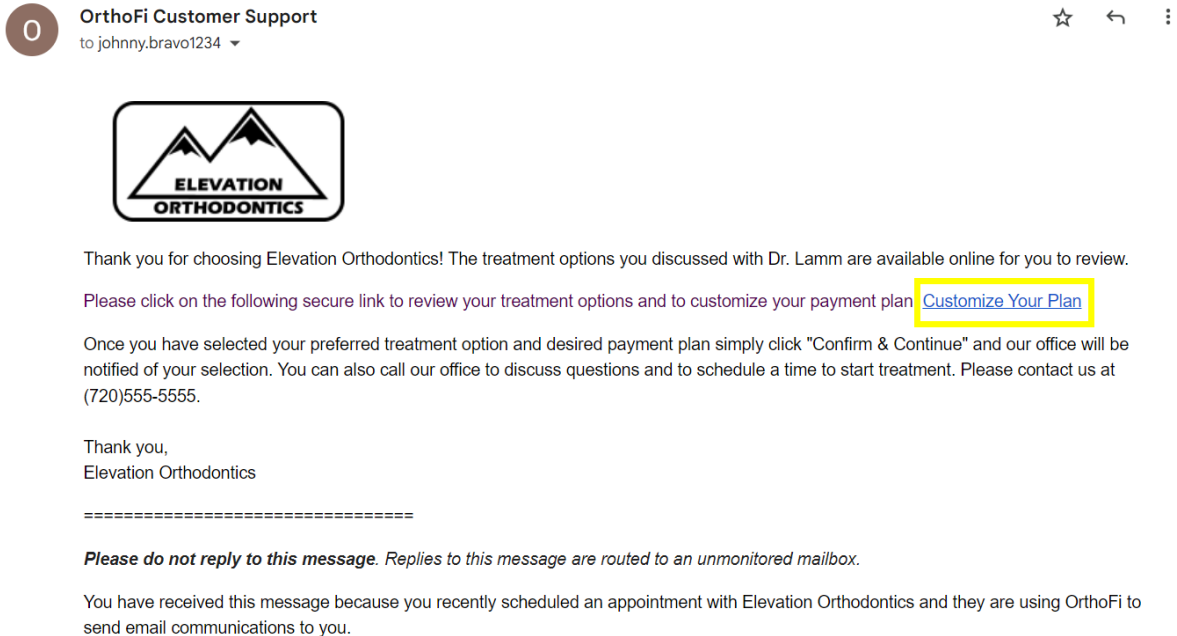 O
OrthoFi Customer Support
to johnny.bravo1234
ELEVATION
ORTHODONTICS
Thank you for choosing Elevation Orthodontics! The treatment options you discussed with Dr. Lamm are available online for you to review.
Please click on the following secure link to review your treatment options and to customize your payment plan Customize Your Plan
Once you have selected your preferred treatment option and desired payment plan simply click "Confirm & Continue" and our office will be
notified of your selection. You can also call our office to discuss questions and to schedule a time to start treatment. Please contact us at
(720)555-5555.
Thank you,
Elevation Orthodontics
=================================
Please do not reply to this message. Replies to this message are routed to an unmonitored mailbox.
You have received this message because you recently scheduled an appointment with Elevation Orthodontics and they are using OrthoFi to
send email communications to you.